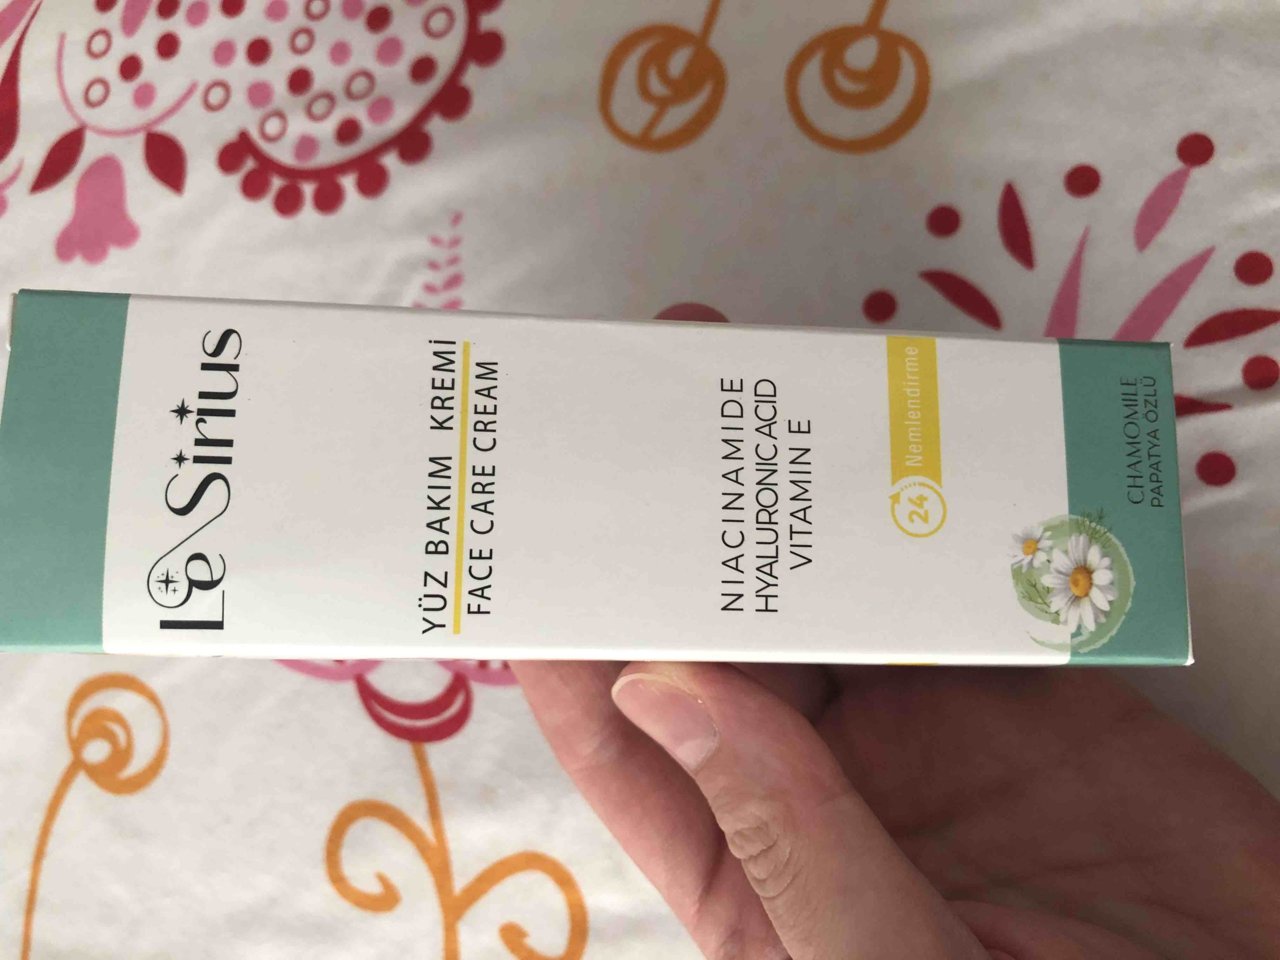 Le Sirius
YÜZ BAKIM KREMİ
FACE CARE CREAM
NIACINAMIDE
HYALURONIC ACID
VITAMIN E
24 Nemlendirme
CHAMOMILE
PAPATYA ÖZLÜ